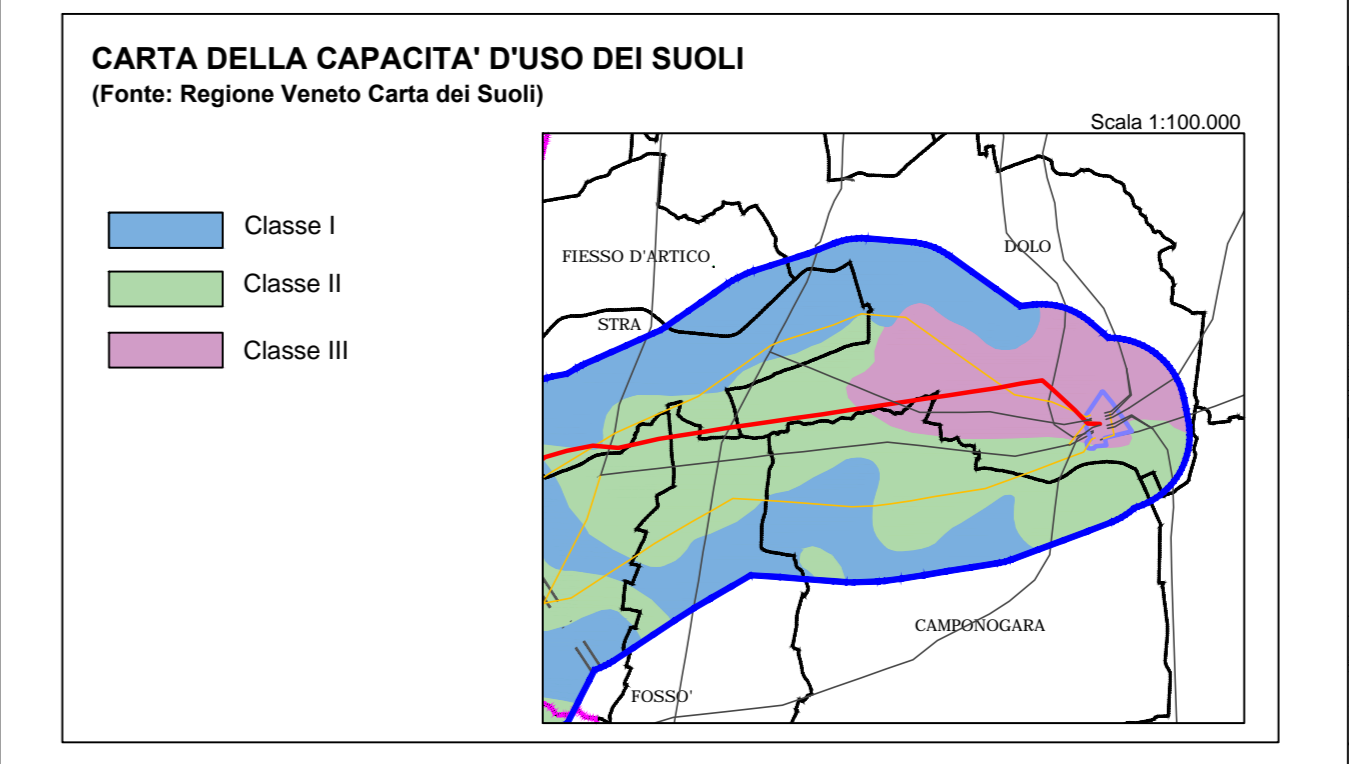 CARTA DELLA CAPACITA' D'USO DEI SUOLI
(Fonte: Regione Veneto Carta dei Suoli)
Scala 1:100.000
Classe I
Classe II
Classe III
DOLO
FIESSO D'ARTICO
STRA
CAMPONOGARA
FOSSO'